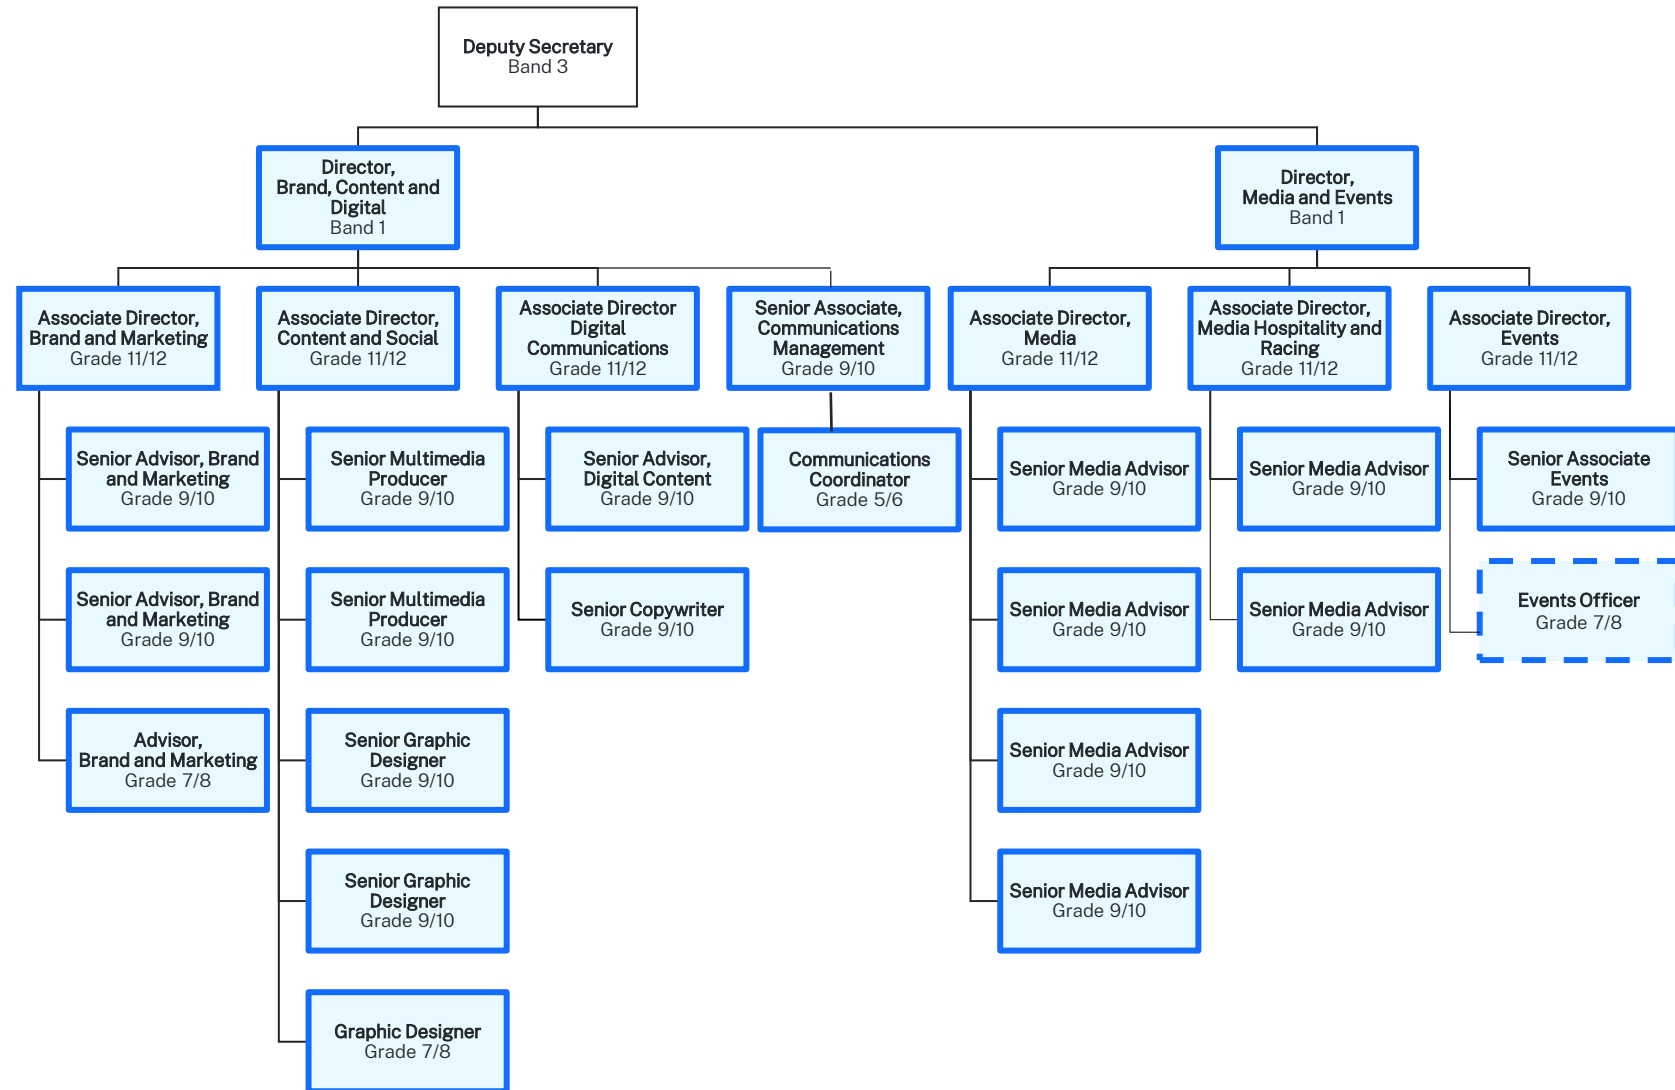 Deputy Secretary
Band 3
Director,
Brand, Content and
Digital
Band 1
Director,
Media and Events
Band 1
Associate Director,
Brand and Marketing
Grade 11/12
Associate Director,
Content and Social
Grade 11/12
Associate Director
Digital
Communications
Grade 11/12
Senior Associate,
Communications
Management
Grade 9/10
Associate Director,
Media
Grade 11/12
Associate Director,
Media Hospitality and
Racing
Grade 11/12
Associate Director,
Events
Grade 11/12
Senior Advisor, Brand
and Marketing
Grade 9/10
Senior Multimedia
Producer
Grade 9/10
Senior Advisor,
Digital Content
Grade 9/10
Communications
Coordinator
Grade 5/6
Senior Media Advisor
Grade 9/10
Senior Media Advisor
Grade 9/10
Senior Associate
Events
Grade 9/10
Senior Advisor, Brand
and Marketing
Grade 9/10
Senior Multimedia
Producer
Grade 9/10
Senior Copywriter
Grade 9/10
Senior Media Advisor
Grade 9/10
Senior Media Advisor
Grade 9/10
Events Officer
Grade 7/8
Advisor,
Brand and Marketing
Grade 7/8
Senior Graphic
Designer
Grade 9/10
Senior Media Advisor
Grade 9/10
Senior Graphic
Designer
Grade 9/10
Senior Media Advisor
Grade 9/10
Graphic Designer
Grade 7/8